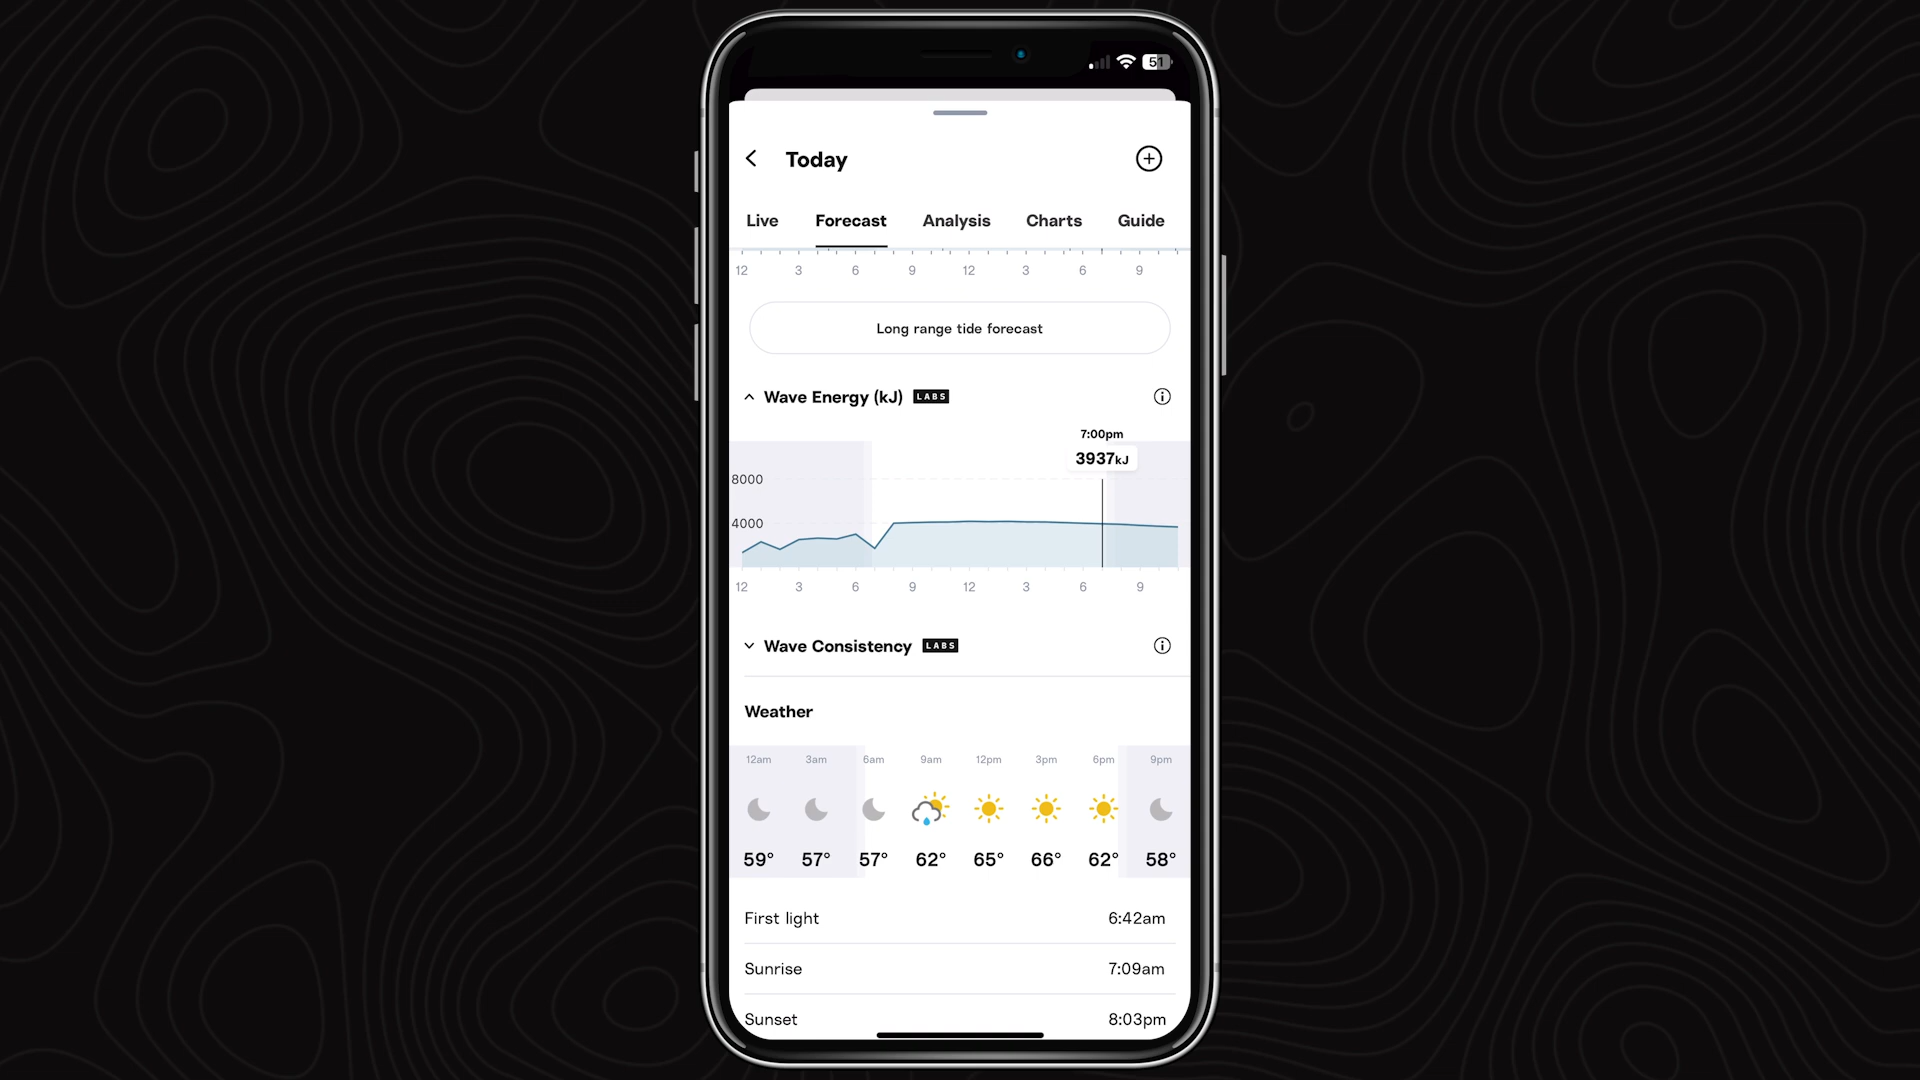 51
Today
Live Forecast Analysis Charts Guide
12 3 6 9 12 3 6 9
Long range tide forecast
Wave Energy (kJ) LABS
7:00pm
3937kJ
8000
4000
12 3 6 9 12 3 6 9
Wave Consistency LABS
Weather
12am 3am 6am 9am 12pm 3pm 6pm 9pm
59° 57° 57° 62° 65° 66° 62° 58°
First light 6:42am
Sunrise 7:09am
Sunset 8:03pm